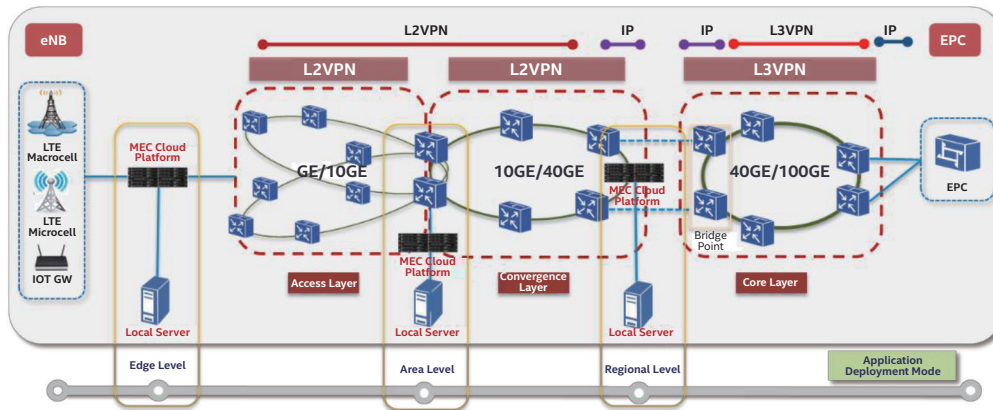 eNB
L2VPN
IP
IP
L3VPN
IP
EPC
L2VPN
L2VPN
L3VPN
LTE
Macrocell
LTE
Microcell
IOT GW
MEC Cloud
Platform
GE/10GE
10GE/40GE
MEC Cloud
Platform
40GE/100GE
EPC
Bridge
Point
MEC Cloud
Platform
Access Layer
Convergence
Layer
Core Layer
Local Server
Local Server
Local Server
Edge Level
Area Level
Regional Level
Application
Deployment Mode